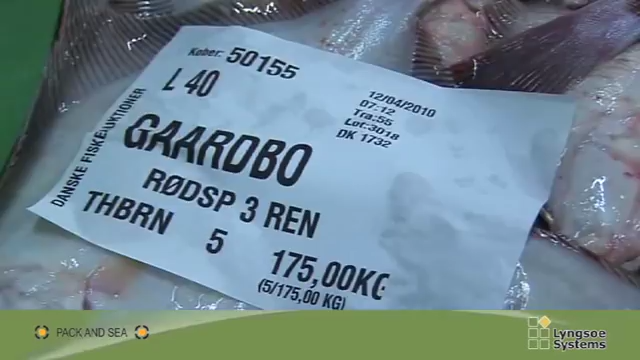 DANSKE FISKEAUKTIONER
Køber: 50155
L 40
12/04/2010
07:12
Tra:55
Lot:3018
DK 1732
GAARDBO
RØDSP 3 REN
THBRN 5 175,00KG
(5/175,00 KG)
PACK AND SEA
Lyngsoe
Systems